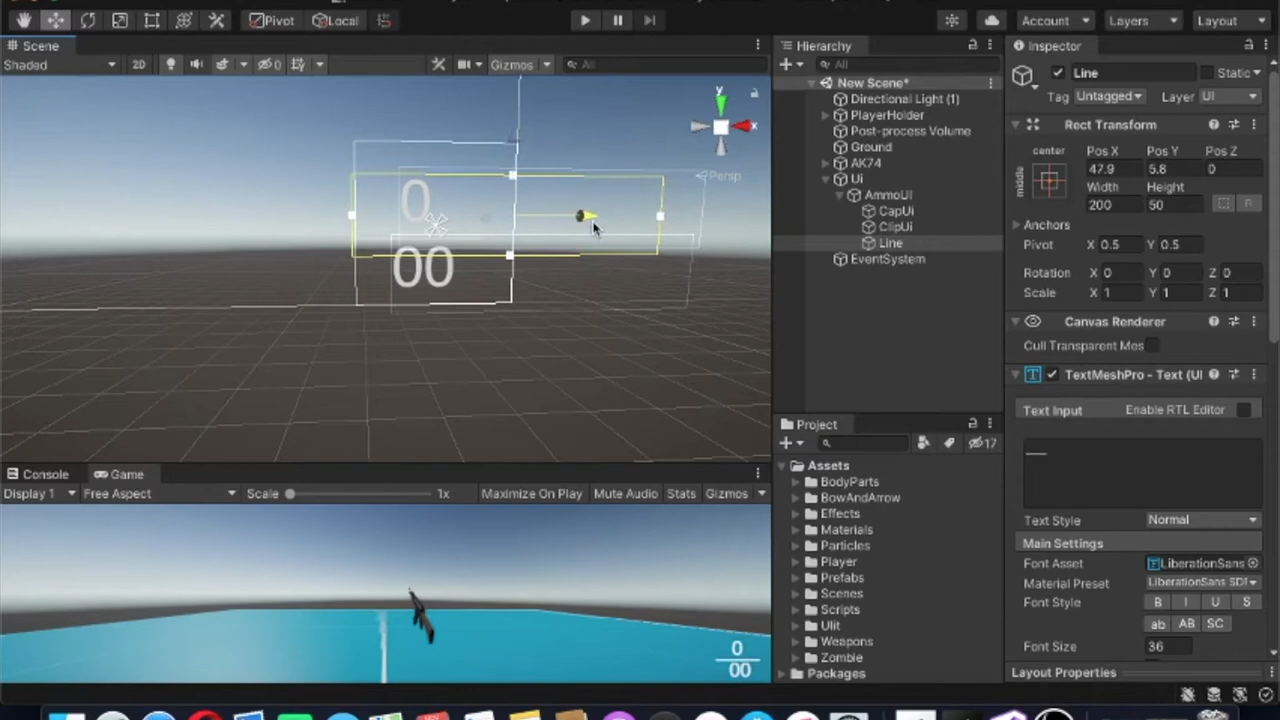 Pivot Local Account Layers Layout
Scene
Shaded 2D 0 Gizmos All
y
x
Persp
0
00
Console Game
Display 1 Free Aspect Scale 1x Maximize On Play Mute Audio Stats Gizmos
0
00
Hierarchy
All
New Scene*
Directional Light (1)
PlayerHolder
Post-process Volume
Ground
AK74
Ui
AmmoUI
CapUi
ClipUi
Line
EventSystem
Project
17
Assets
BodyParts
BowAndArrow
Effects
Materials
Particles
Player
Prefabs
Scenes
Scripts
Ulit
Weapons
Zombie
Packages
Inspector
Line Static
Tag Untagged Layer UI
Rect Transform
center Pos X Pos Y Pos Z
middle 47.9 5.8 0
Width Height
200 50 R
Anchors
Pivot X 0.5 Y 0.5
Rotation X 0 Y 0 Z 0
Scale X 1 Y 1 Z 1
Canvas Renderer
Cull Transparent Mes
TextMeshPro - Text (UI
Text Input Enable RTL Editor
__
Text Style Normal
Main Settings
Font Asset LiberationSans
Material Preset LiberationSans SDF
Font Style B I U S
ab AB SC
Font Size 36
Layout Properties